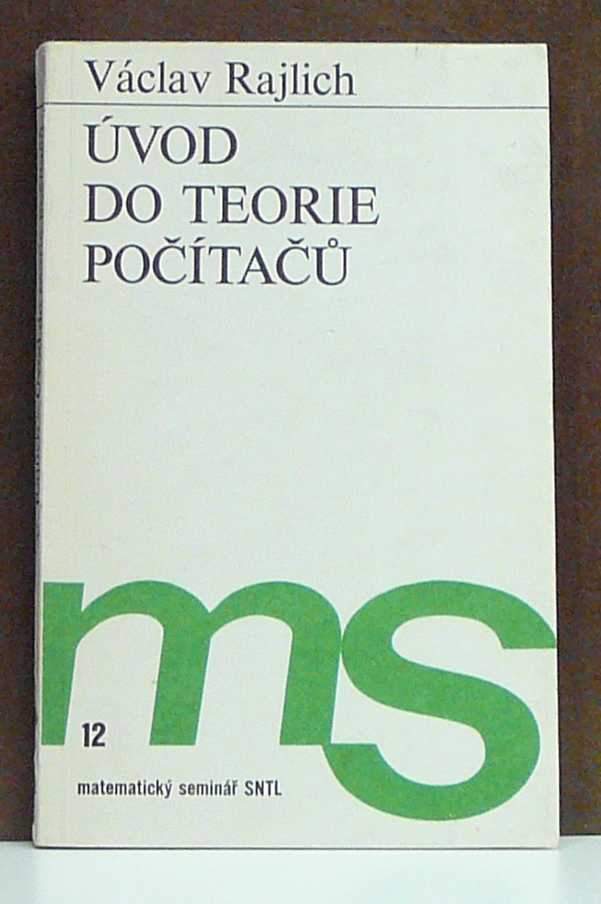 Václav Rajlich
ÚVOD
DO TEORIE
POČÍTAČŮ
ms
12
matematický seminář SNTL